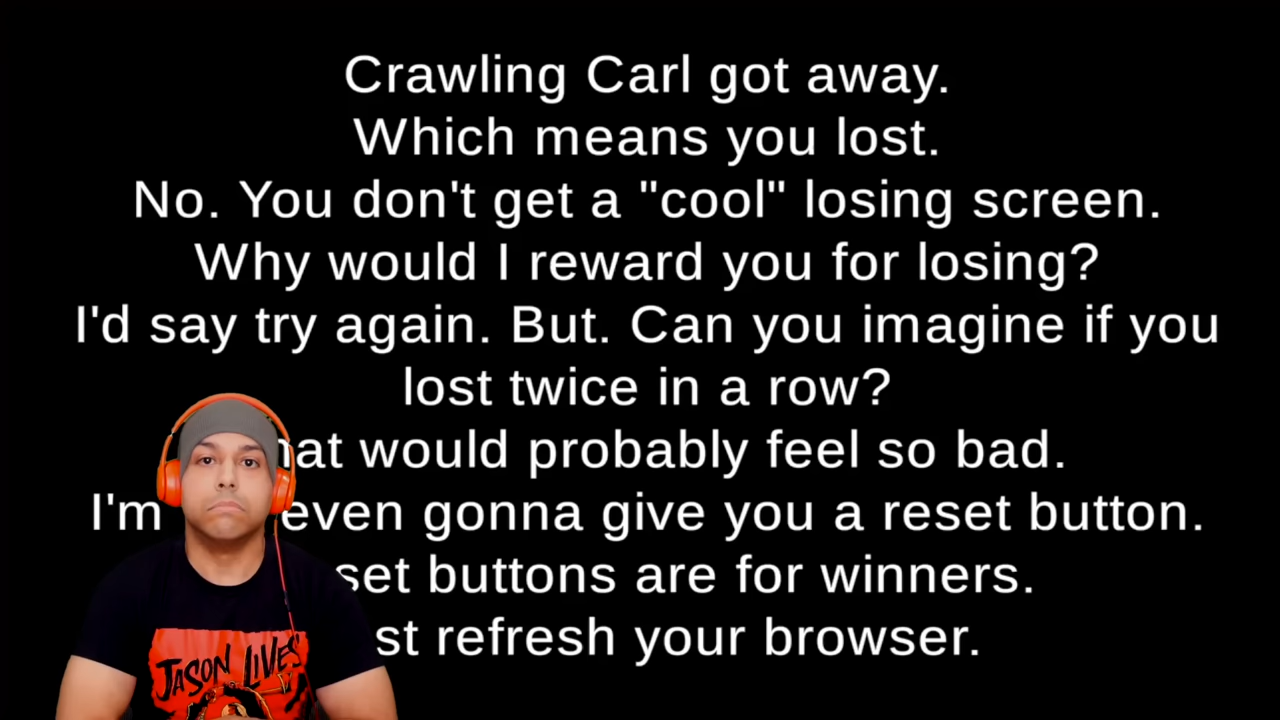 Crawling Carl got away.
Which means you lost.
No. You don't get a "cool" losing screen.
Why would I reward you for losing?
I'd say try again. But. Can you imagine if you
lost twice in a row?
hat would probably feel so bad.
I'm even gonna give you a reset button.
set buttons are for winners.
st refresh your browser.
JASON LIVES